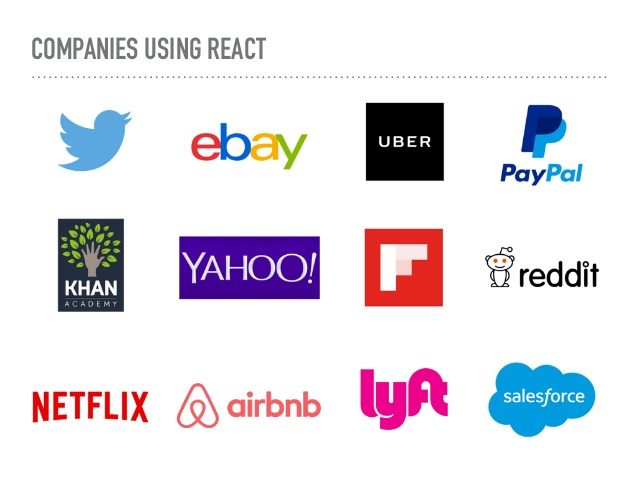 COMPANIES USING REACT
ebay
UBER
PayPal
KHAN
ACADEMY
YAHOO!
reddit
NETFLIX
airbnb
lyft
salesforce